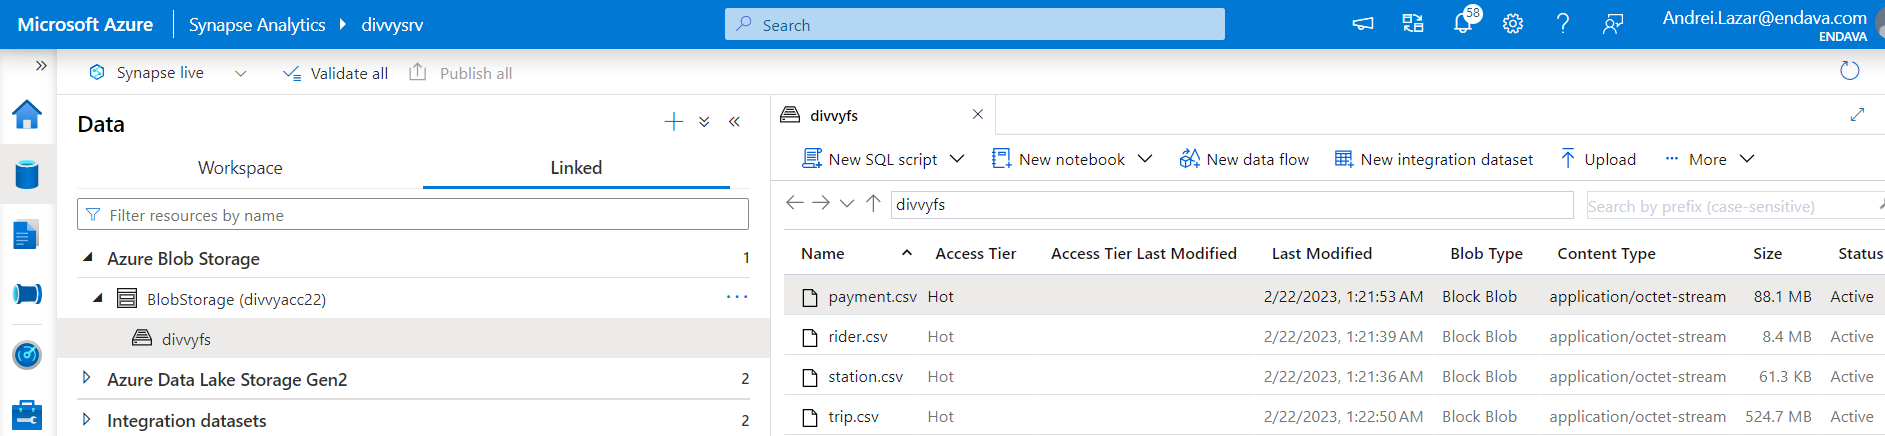 Microsoft Azure Synapse Analytics divvysrv Search 58 Andrei.Lazar@endava.com
ENDAVA
Synapse live Validate all Publish all
Data
Workspace Linked
Filter resources by name
Azure Blob Storage 1
BlobStorage (divvyacc22) ...
divvyfs
Azure Data Lake Storage Gen2 2
Integration datasets 2
divvyfs
New SQL script New notebook New data flow New integration dataset Upload ... More
divvyfs Search by prefix (case-sensitive)
Name Access Tier Access Tier Last Modified Last Modified Blob Type Content Type Size Status
payment.csv Hot 2/22/2023, 1:21:53 AM Block Blob application/octet-stream 88.1 MB Active
rider.csv Hot 2/22/2023, 1:21:39 AM Block Blob application/octet-stream 8.4 MB Active
station.csv Hot 2/22/2023, 1:21:36 AM Block Blob application/octet-stream 61.3 KB Active
trip.csv Hot 2/22/2023, 1:22:50 AM Block Blob application/octet-stream 524.7 MB Active